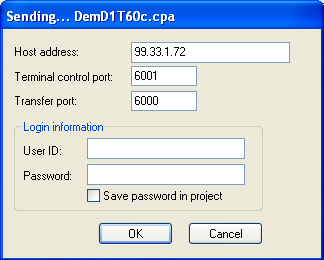 Sending... DemD1T60c.cpa
Host address: 99.33.1.72
Terminal control port: 6001
Transfer port: 6000
Login information
User ID:
Password:
Save password in project
OK Cancel